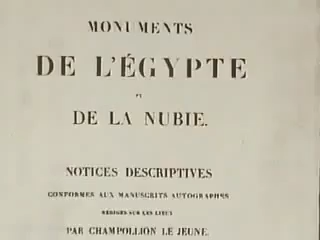 MONUMENTS
DE L'ÉGYPTE
ET
DE LA NUBIE.
NOTICES DESCRIPTIVES
CONFORMES AUX MANUSCRITS AUTOGRAPHES
RÉDIGÉS SUR LES LIEUX
PAR CHAMPOLLION LE JEUNE.